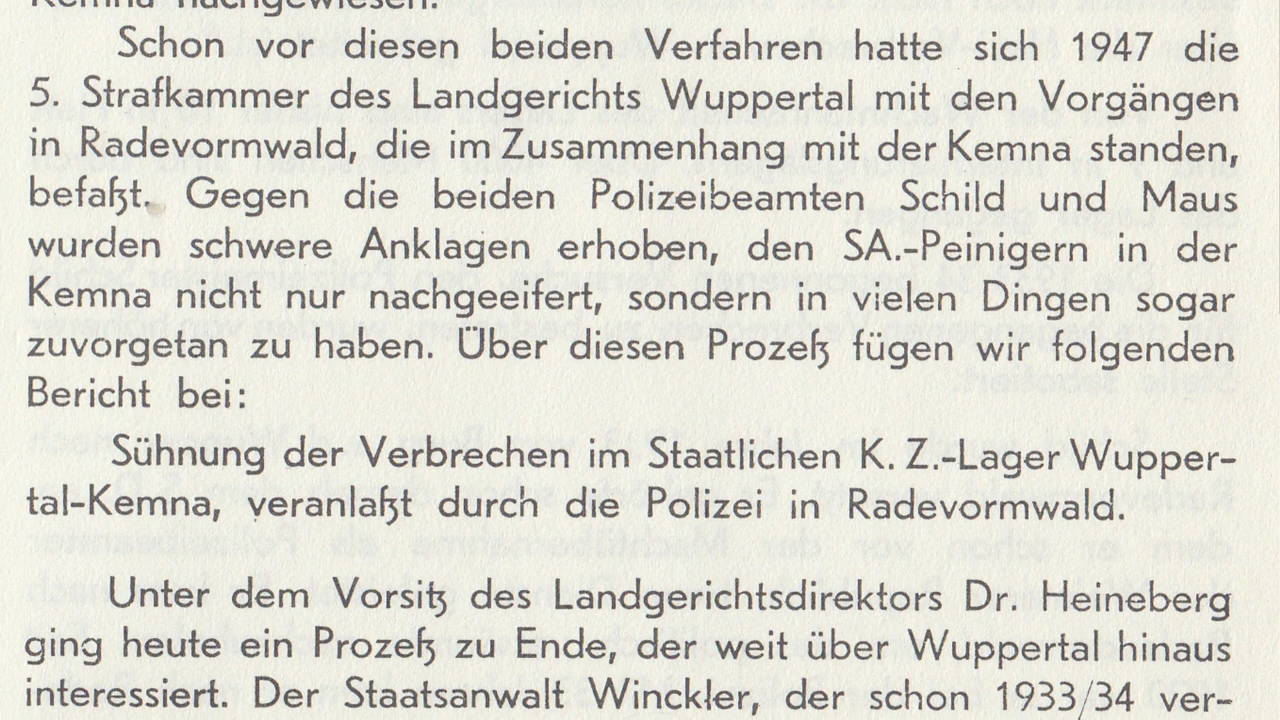 Kemna nachgewiesen.
Schon vor diesen beiden Verfahren hatte sich 1947 die
5. Strafkammer des Landgerichts Wuppertal mit den Vorgängen
in Radevormwald, die im Zusammenhang mit der Kemna standen,
befaßt. Gegen die beiden Polizeibeamten Schild und Maus
wurden schwere Anklagen erhoben, den SA.-Peinigern in der
Kemna nicht nur nachgeeifert, sondern in vielen Dingen sogar
zuvorgetan zu haben. Über diesen Prozeß fügen wir folgenden
Bericht bei:
Sühnung der Verbrechen im Staatlichen K. Z.-Lager Wupper-
tal-Kemna, veranlaßt durch die Polizei in Radevormwald.
Unter dem Vorsitz des Landgerichtsdirektors Dr. Heineberg
ging heute ein Prozeß zu Ende, der weit über Wuppertal hinaus
interessiert. Der Staatsanwalt Winckler, der schon 1933/34 ver-